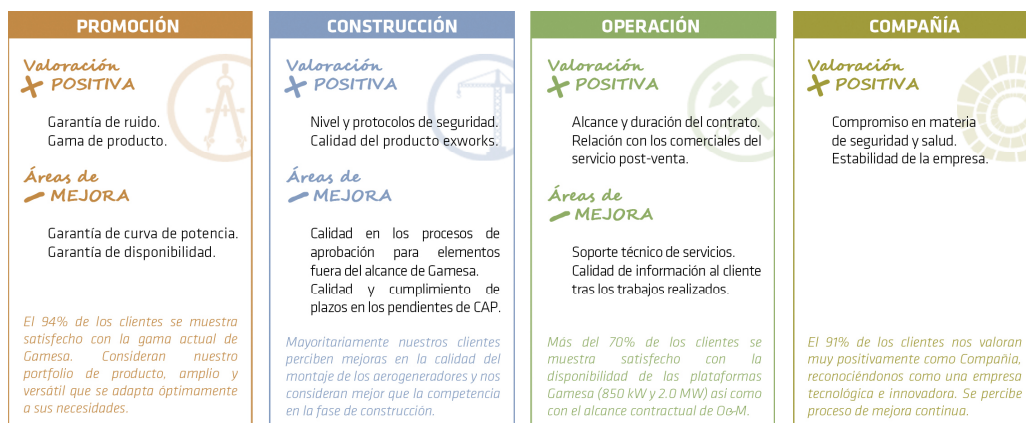 PROMOCIÓN
Valoración
POSITIVA
Garantía de ruido.
Gama de producto.
Áreas de
MEJORA
Garantía de curva de potencia.
Garantía de disponibilidad.
El 94% de los clientes se muestra
satisfecho con la gama actual de
Gamesa. Consideran nuestro
portfolio de producto, amplio y
versátil que se adapta óptimamente
a sus necesidades.
CONSTRUCCIÓN
Valoración
POSITIVA
Nivel y protocolos de seguridad.
Calidad del producto exworks.
Áreas de
MEJORA
Calidad en los procesos de
aprobación para elementos
fuera del alcance de Gamesa.
Calidad y cumplimiento de
plazos en los pendientes de CAP.
Mayoritariamente nuestros clientes
perciben mejoras en la calidad del
montaje de los aerogeneradores y nos
consideran mejor que la competencia
en la fase de construcción.
OPERACIÓN
Valoración
POSITIVA
Alcance y duración del contrato.
Relación con los comerciales del
servicio post-venta.
Áreas de
MEJORA
Soporte técnico de servicios.
Calidad de información al cliente
tras los trabajos realizados.
Más del 70% de los clientes se
muestra satisfecho con la
disponibilidad de las plataformas
Gamesa (850 kW y 2.0 MW) asi como
con el alcance contractual de O&M.
COMPAÑÍA
Valoración
POSITIVA
Compromiso en materia
de seguridad y salud.
Estabilidad de la empresa.
El 91% de los clientes nos valoran
muy positivamente como Compañia,
reconociéndonos como una empresa
tecnológica e innovadora. Se percibe
proceso de mejora continua.